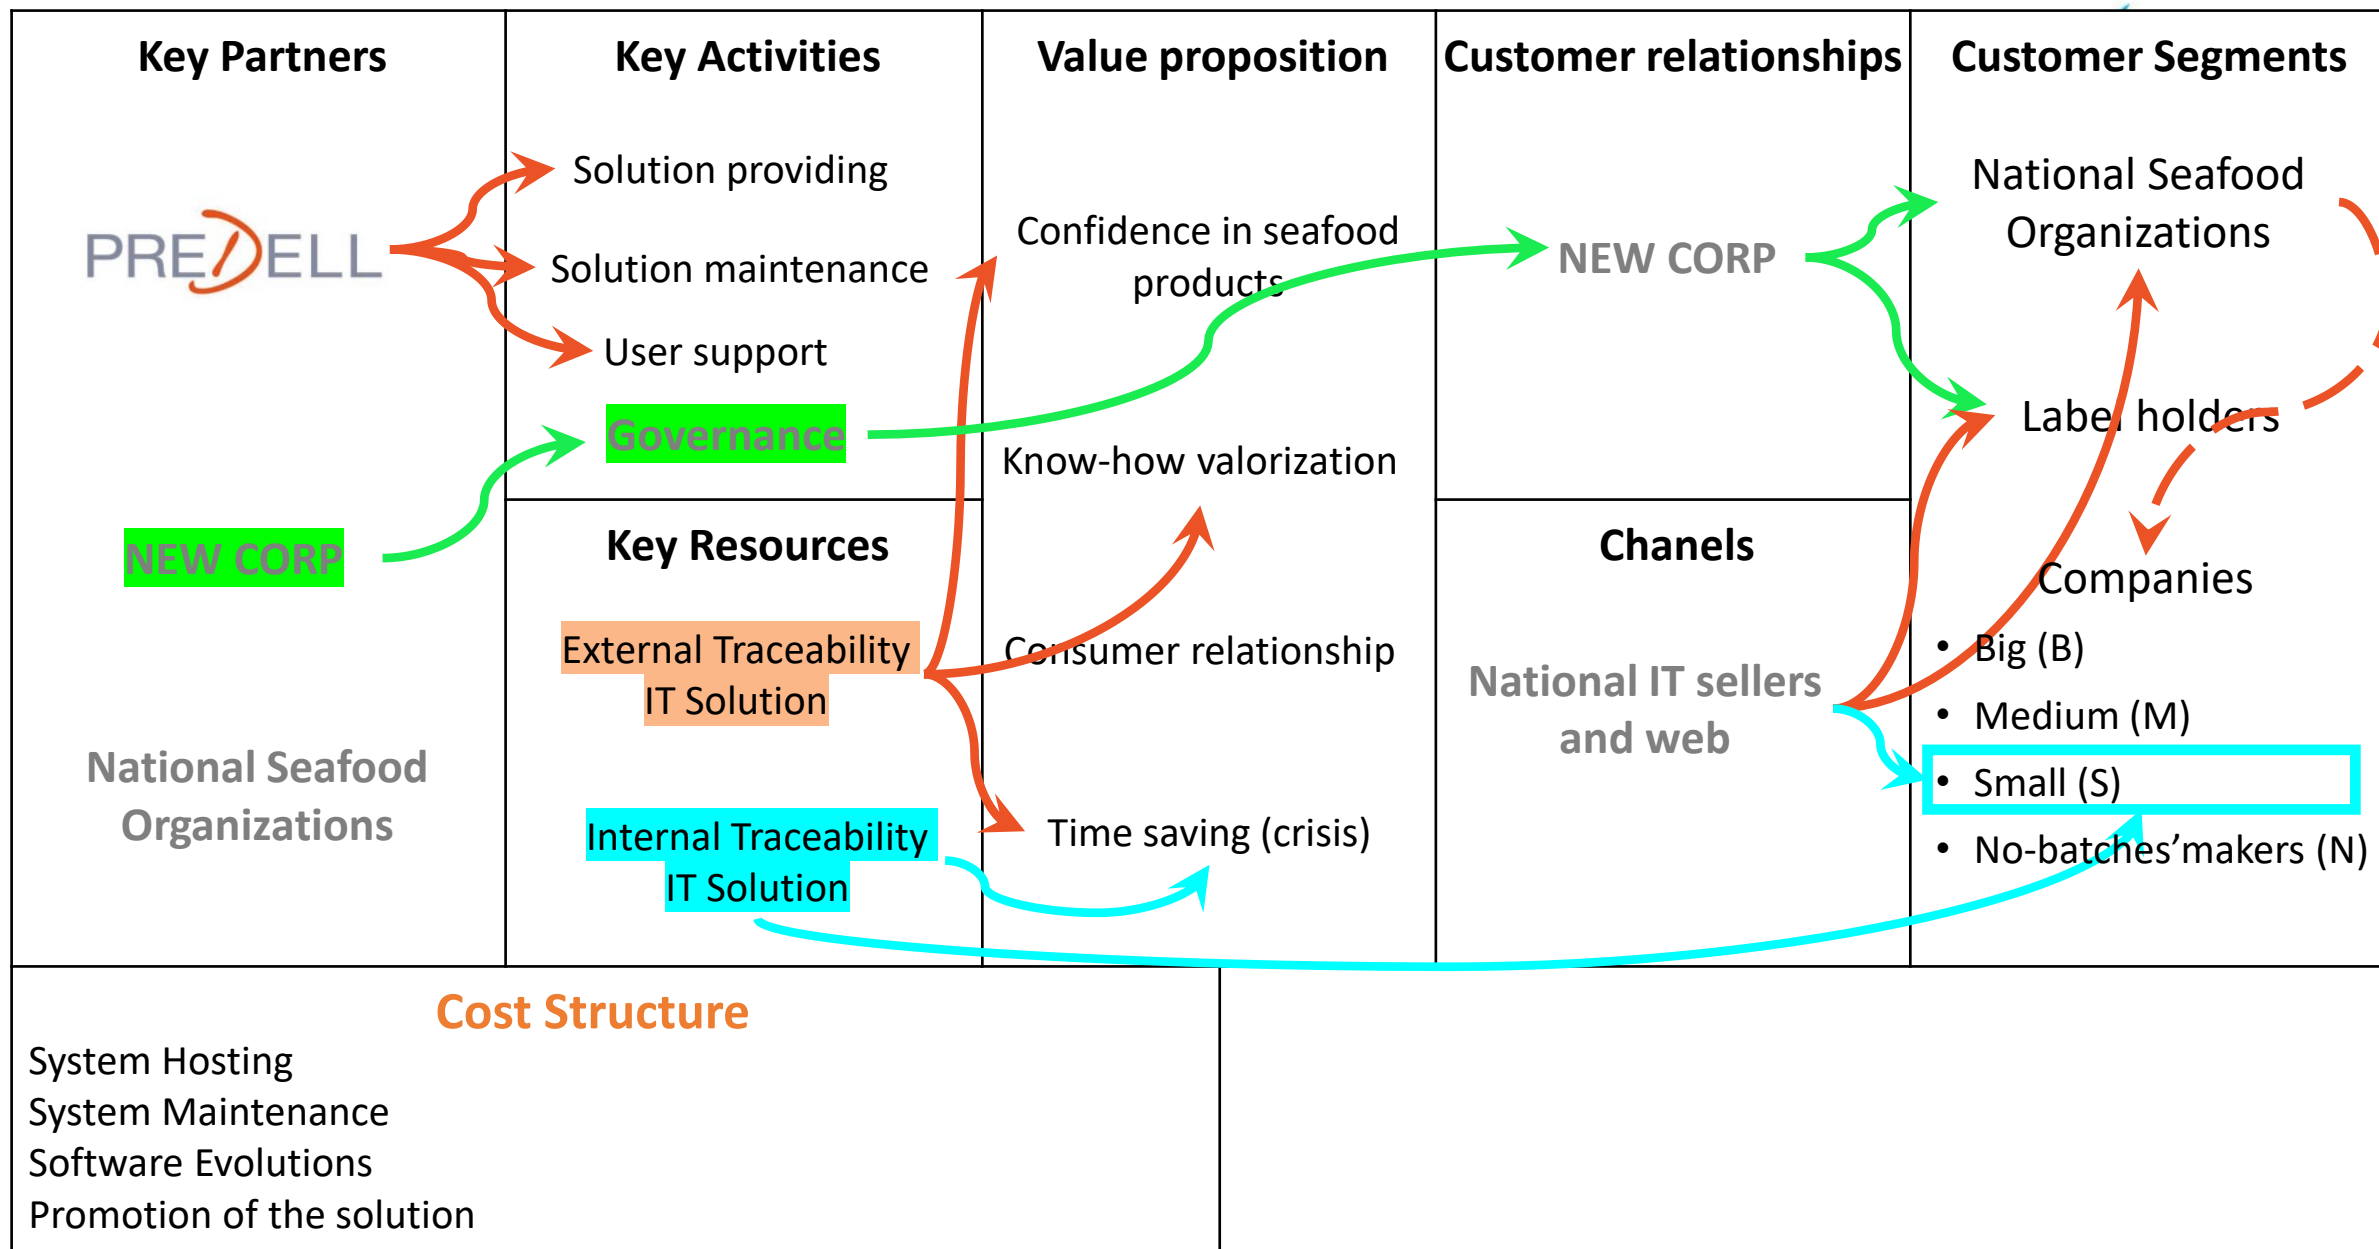 Key Partners
PREDELL
NEW CORP
National Seafood
Organizations
Key Activities
Solution providing
Solution maintenance
User support
Governance
Key Resources
External Traceability
IT Solution
Internal Traceability
IT Solution
Value proposition
Confidence in seafood
products
Know-how valorization
Consumer relationship
Time saving (crisis)
Customer relationships
NEW CORP
Chanels
National IT sellers
and web
Customer Segments
National Seafood
Organizations
Label holders
Companies
• Big (B)
• Medium (M)
• Small (S)
• No-batches’makers (N)
Cost Structure
System Hosting
System Maintenance
Software Evolutions
Promotion of the solution